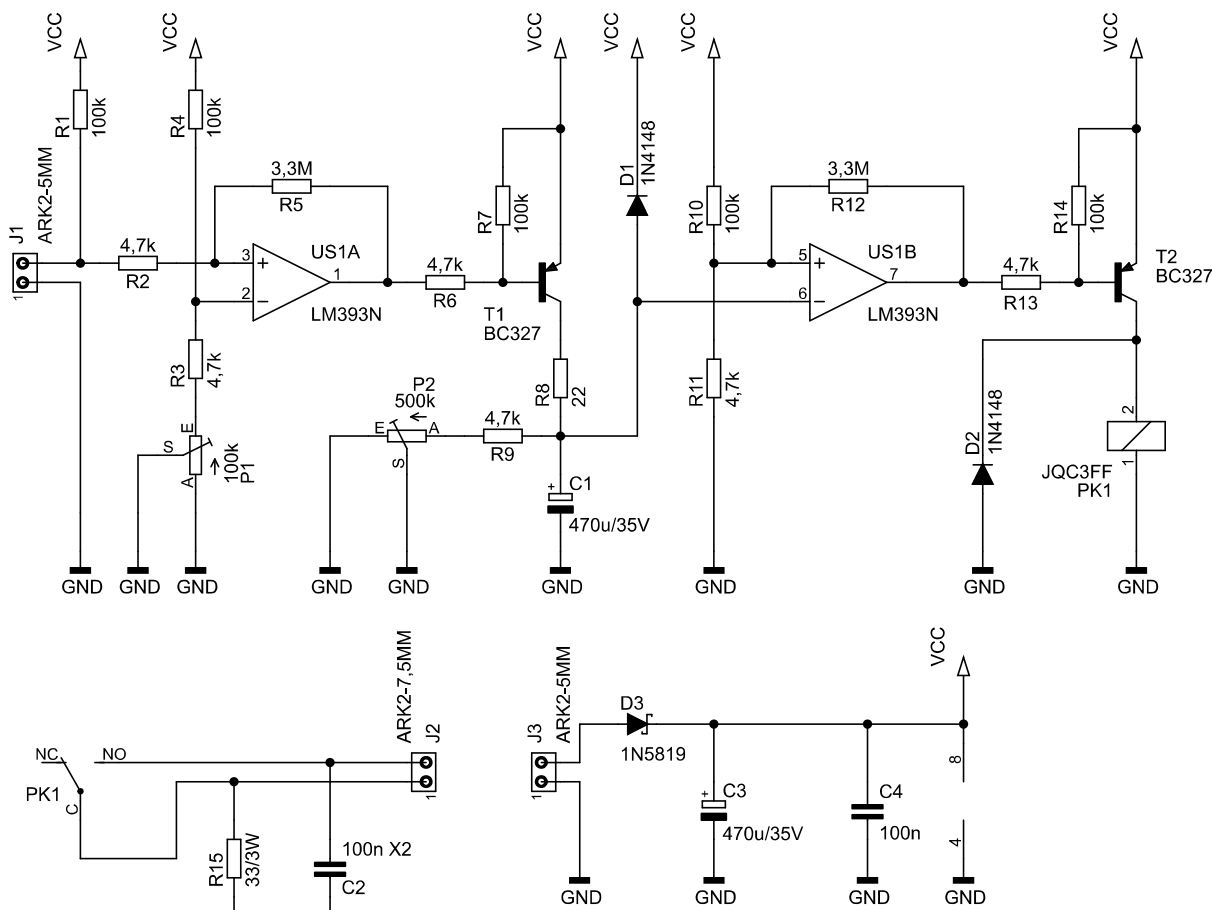 VCC
VCC
VCC
VCC
VCC
VCC
R1
100k
R4
100k
ARK2-5MM
J1
1
4,7k
R2
3,3M
R5
3
2
1
US1A
LM393N
4,7k
R6
R7
100k
T1
BC327
D1
1N4148
R10
100k
3,3M
R12
5
6
7
US1B
LM393N
4,7k
R13
R14
100k
T2
BC327
R3
4,7k
E
S
A
100k
P1
P2
500k
E
A
S
4,7k
R9
R8
22
+
C1
470u/35V
R11
4,7k
D2
1N4148
2
1
JQC3FF
PK1
GND
GND
GND
GND
GND
GND
GND
GND
GND
NC
NO
PK1
C
R15
33/3W
100n X2
C2
ARK2-7,5MM
J2
1
ARK2-5MM
J3
1
D3
1N5819
+
C3
470u/35V
C4
100n
VCC
8
4
GND
GND
GND
GND